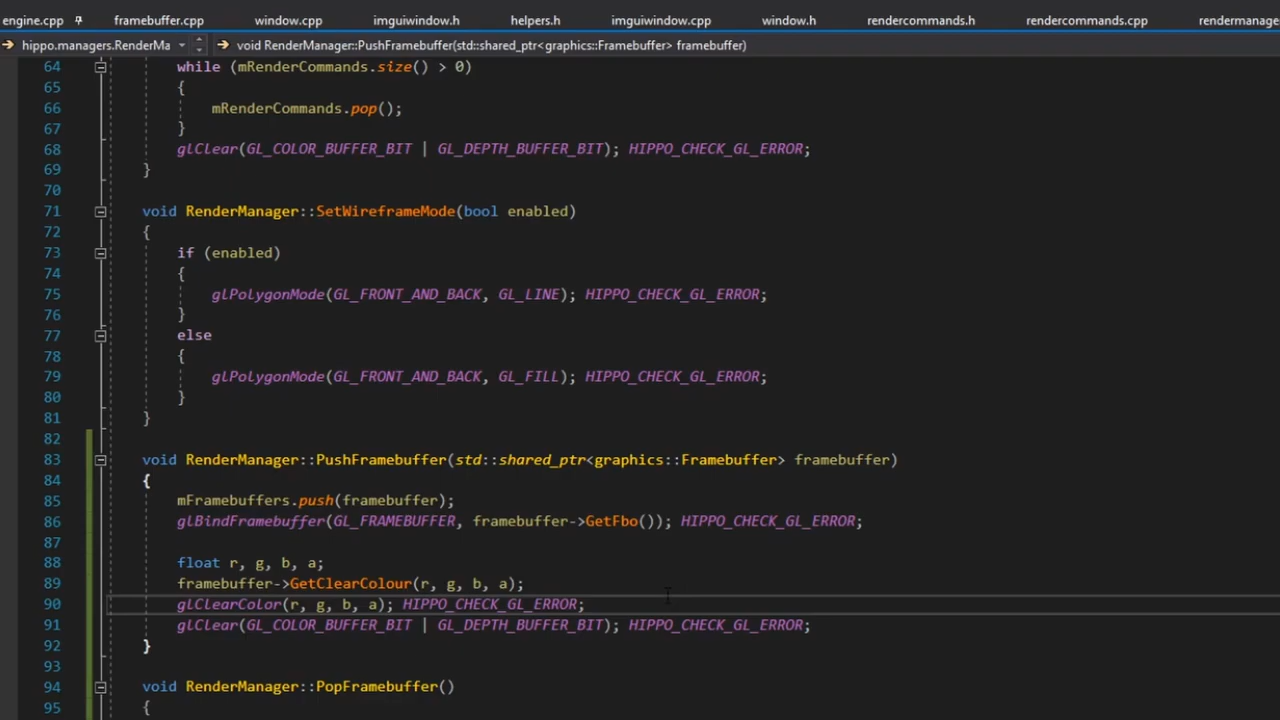 engine.cpp framebuffer.cpp window.cpp imguiwindow.h helpers.h imguiwindow.cpp window.h rendercommands.h rendercommands.cpp rendermanage
hippo.managers.RenderMa void RenderManager::PushFramebuffer(std::shared_ptr<graphics::Framebuffer> framebuffer)
64 while (mRenderCommands.size() > 0)
65 {
66 mRenderCommands.pop();
67 }
68 glClear(GL_COLOR_BUFFER_BIT | GL_DEPTH_BUFFER_BIT); HIPPO_CHECK_GL_ERROR;
69 }
70
71 void RenderManager::SetWireframeMode(bool enabled)
72 {
73 if (enabled)
74 {
75 glPolygonMode(GL_FRONT_AND_BACK, GL_LINE); HIPPO_CHECK_GL_ERROR;
76 }
77 else
78 {
79 glPolygonMode(GL_FRONT_AND_BACK, GL_FILL); HIPPO_CHECK_GL_ERROR;
80 }
81 }
82
83 void RenderManager::PushFramebuffer(std::shared_ptr<graphics::Framebuffer> framebuffer)
84 {
85 mFramebuffers.push(framebuffer);
86 glBindFramebuffer(GL_FRAMEBUFFER, framebuffer->GetFbo()); HIPPO_CHECK_GL_ERROR;
87
88 float r, g, b, a;
89 framebuffer->GetClearColour(r, g, b, a);
90 glClearColor(r, g, b, a); HIPPO_CHECK_GL_ERROR;
91 glClear(GL_COLOR_BUFFER_BIT | GL_DEPTH_BUFFER_BIT); HIPPO_CHECK_GL_ERROR;
92 }
93
94 void RenderManager::PopFramebuffer()
95 {